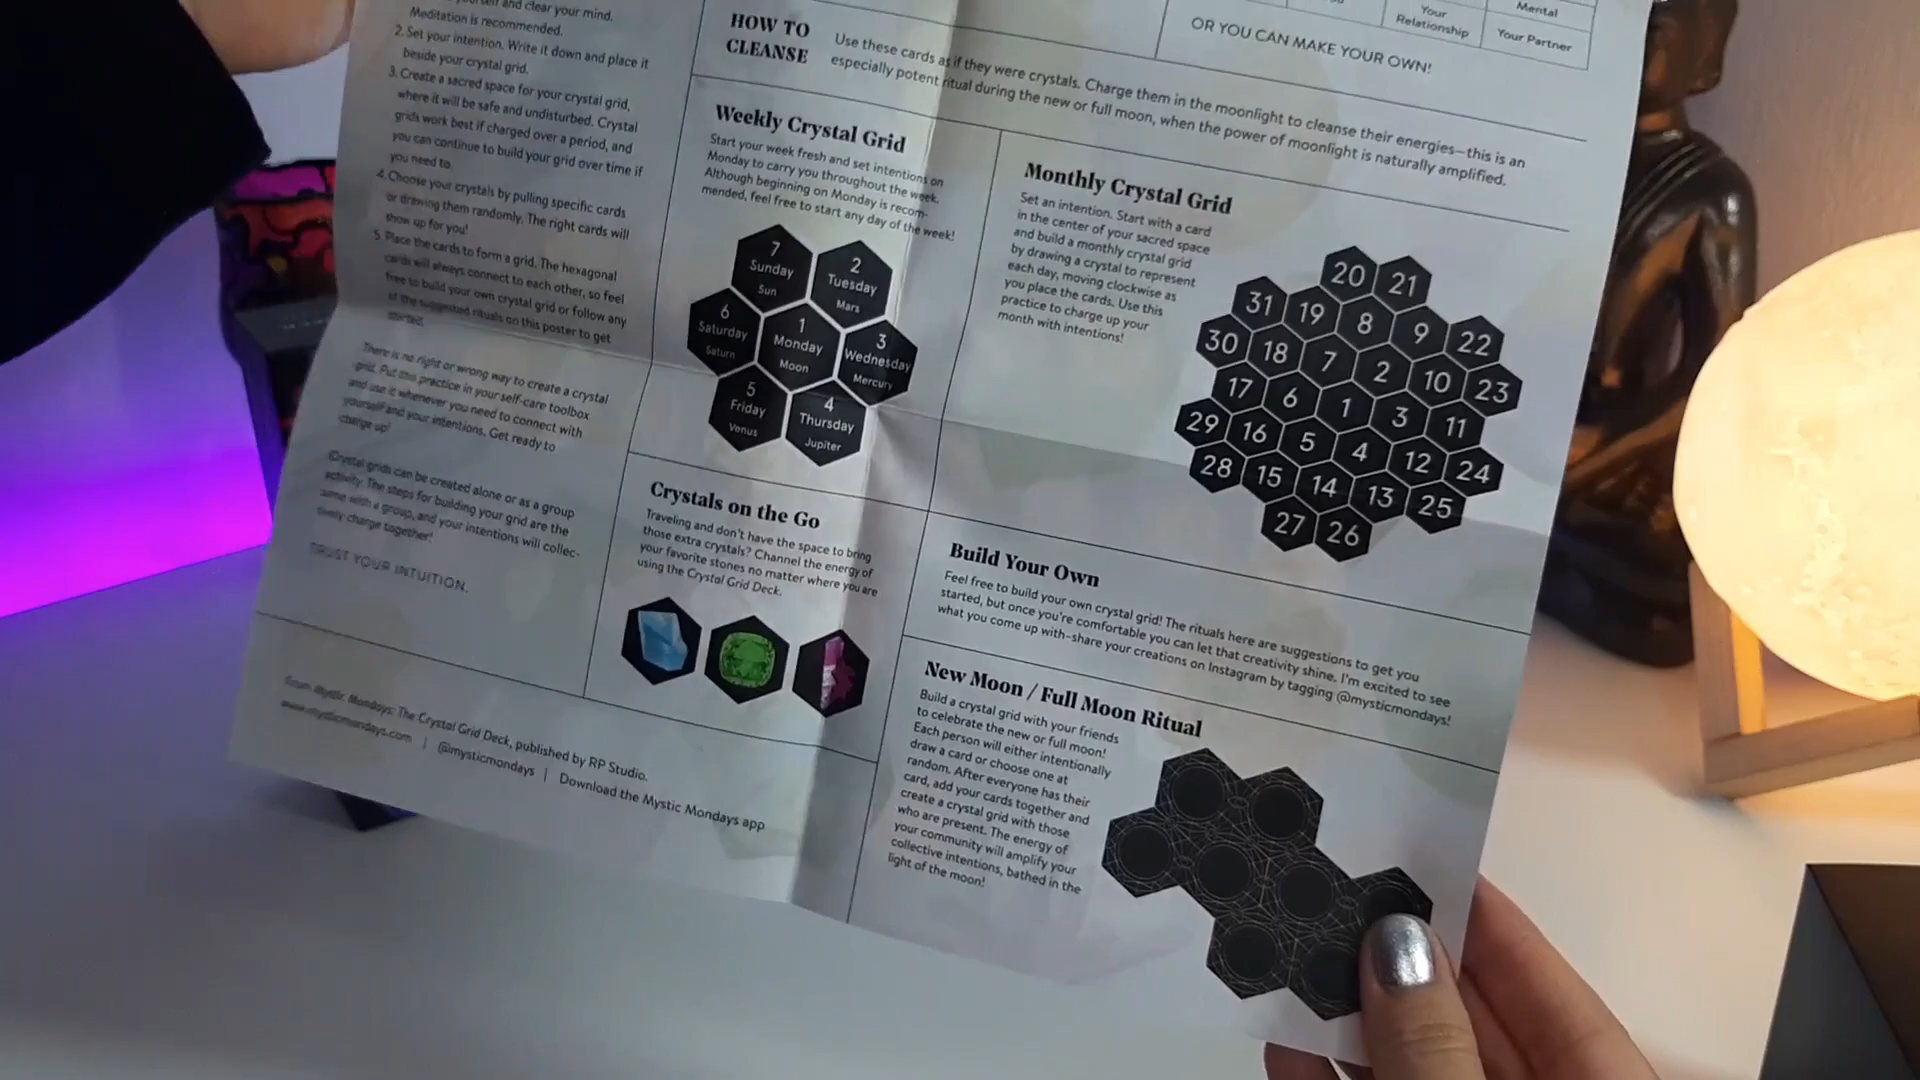 yourself and clear your mind.
Meditation is recommended.
2. Set your intention. Write it down and place it
beside your crystal grid.
3. Create a sacred space for your crystal grid,
where it will be safe and undisturbed. Crystal
grids work best if charged over a period, and
you can continue to build your grid over time if
you need to.
4. Choose your crystals by pulling specific cards
or drawing them randomly. The right cards will
show up for you!
5. Place the cards to form a grid. The hexagonal
cards will always connect to each other, so feel
free to build your own crystal grid or follow any
of the suggested rituals on this poster to get
started.
There is no right or wrong way to create a crystal
grid. Put this practice in your self-care toolbox
and use it whenever you need to connect with
yourself and your intentions. Get ready to
charge up!
Crystal grids can be created alone or as a group
activity. The steps for building your grid are the
same with a group, and your intentions will collec-
tively charge together!
TRUST YOUR INTUITION.
From Mystic Mondays: The Crystal Grid Deck, published by RP Studio.
www.mysticmondays.com | @mysticmondays | Download the Mystic Mondays app
Your
Relationship
Mental
Your Partner
OR YOU CAN MAKE YOUR OWN!
HOW TO
CLEANSE
Use these cards as if they were crystals. Charge them in the moonlight to cleanse their energies—this is an
especially potent ritual during the new or full moon, when the power of moonlight is naturally amplified.
Weekly Crystal Grid
Start your week fresh and set intentions on
Monday to carry you throughout the week.
Although beginning on Monday is recom-
mended, feel free to start any day of the week!
7
Sunday
Sun
2
Tuesday
Mars
6
Saturday
Saturn
1
Monday
Moon
3
Wednesday
Mercury
5
Friday
Venus
4
Thursday
Jupiter
Monthly Crystal Grid
Set an intention. Start with a card
in the center of your sacred space
and build a monthly crystal grid
by drawing a crystal to represent
each day, moving clockwise as
you place the cards. Use this
practice to charge up your
month with intentions!
20 21
31 19 8 9 22
30 18 7 2 10 23
17 6 1 3 11
29 16 5 4 12 24
28 15 14 13 25
27 26
Crystals on the Go
Traveling and don't have the space to bring
those extra crystals? Channel the energy of
your favorite stones no matter where you are
using the Crystal Grid Deck.
Build Your Own
Feel free to build your own crystal grid! The rituals here are suggestions to get you
started, but once you're comfortable you can let that creativity shine. I'm excited to see
what you come up with–share your creations on Instagram by tagging @mysticmondays!
New Moon / Full Moon Ritual
Build a crystal grid with your friends
to celebrate the new or full moon!
Each person will either intentionally
draw a card or choose one at
random. After everyone has their
card, add your cards together and
create a crystal grid with those
who are present. The energy of
your community will amplify your
collective intentions, bathed in the
light of the moon!